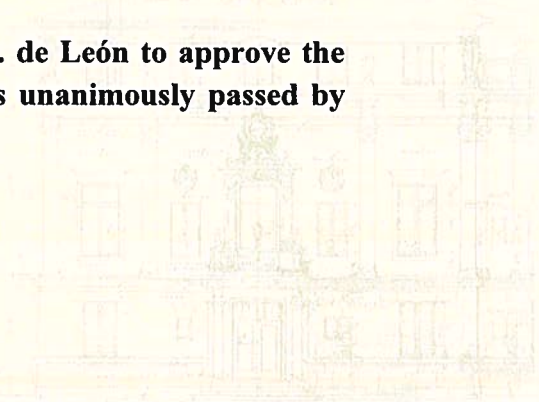 . de León to approve the
s unanimously passed by